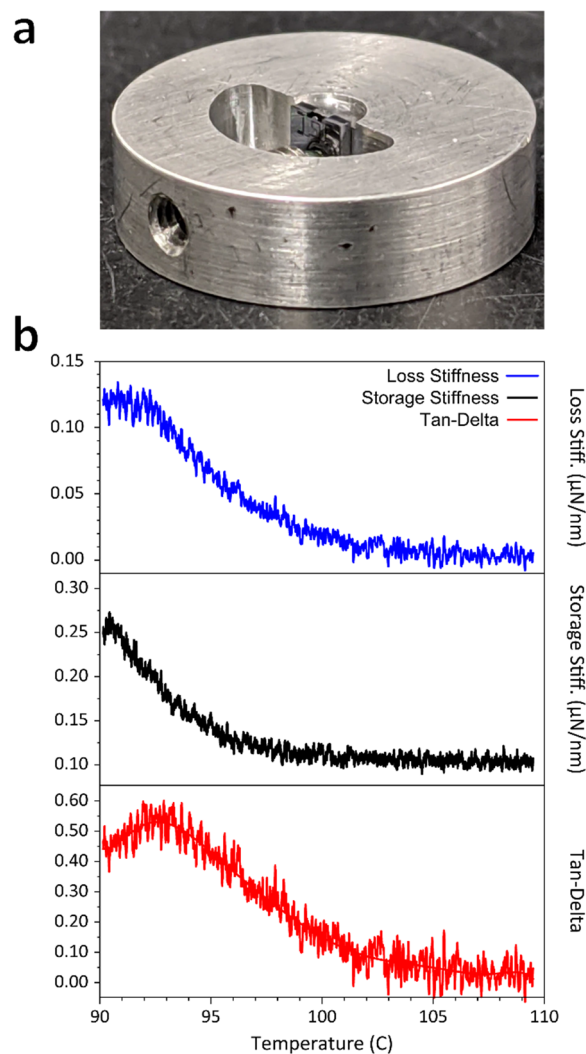 a
b
0.15
0.10
0.05
0.00
Loss Stiffness
Storage Stiffness
Tan-Delta
Loss Stiff. (µN/nm)
0.30
0.25
0.20
0.15
0.10
Storage Stiff. (µN/nm)
0.60
0.50
0.40
0.30
0.20
0.10
0.00
Tan-Delta
90
95
100
105
110
Temperature (C)